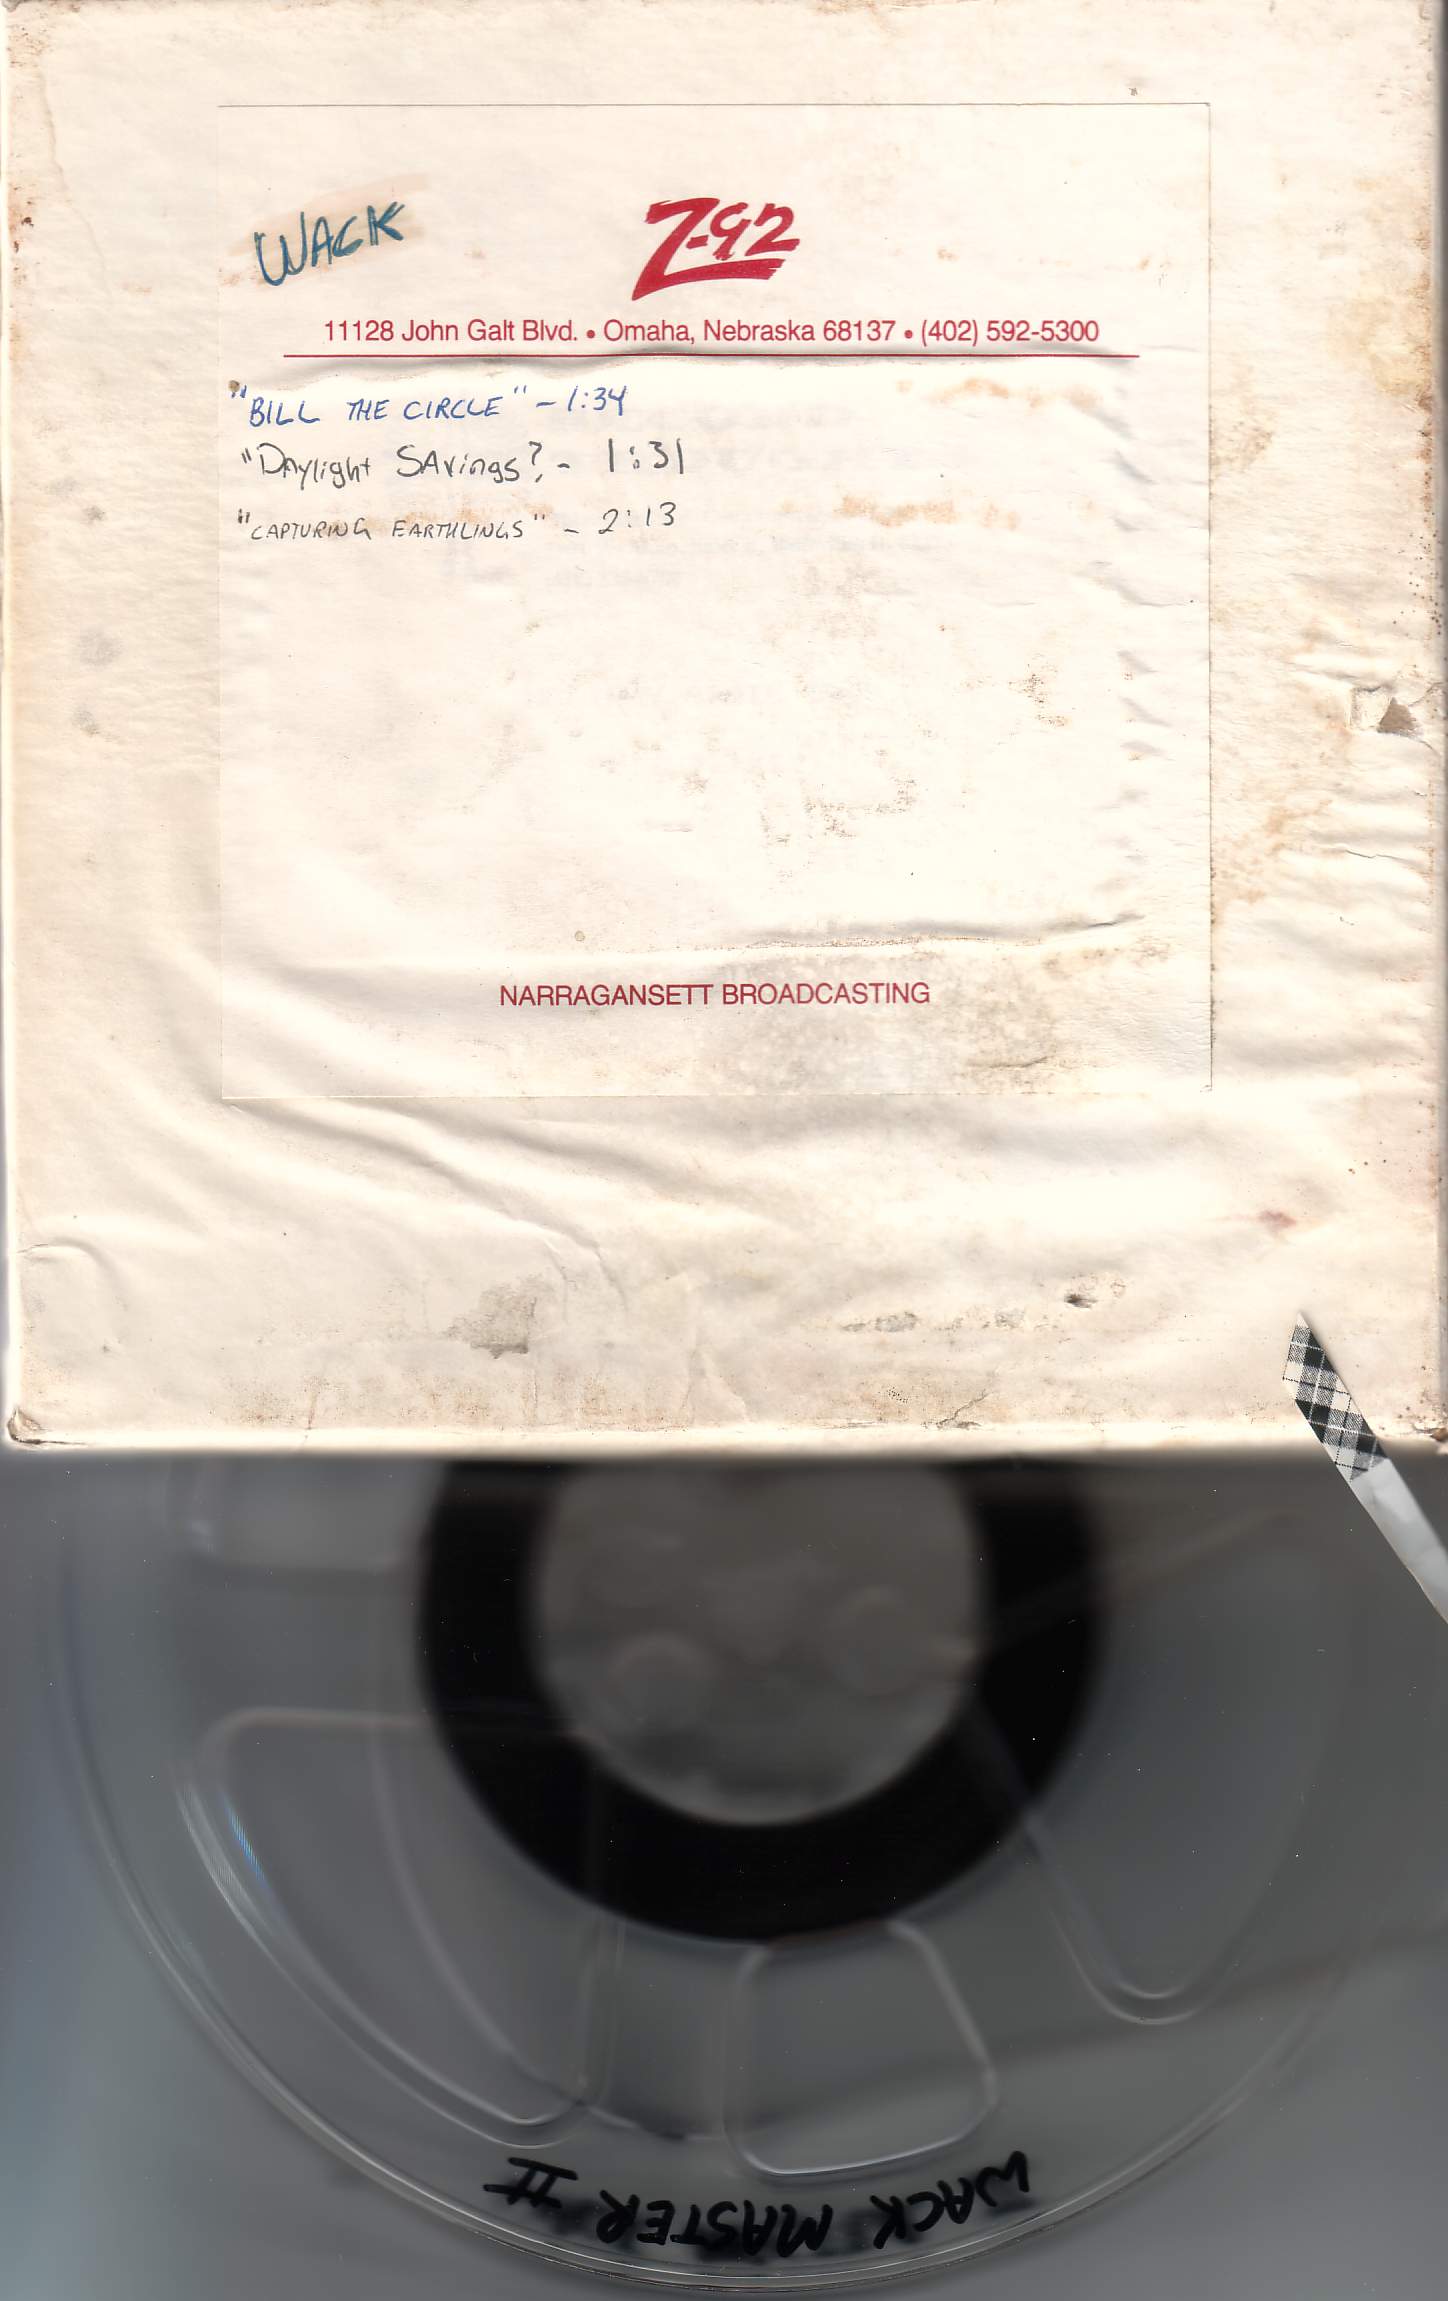 WACK
Z-92
11128 John Galt Blvd. • Omaha, Nebraska 68137 • (402) 592-5300
"BILL THE CIRCLE" - 1:34
"Daylight SAvings? - 1:31
"CAPTURING EARTHLINGS" - 2:13
NARRAGANSETT BROADCASTING
WACK MASTER II